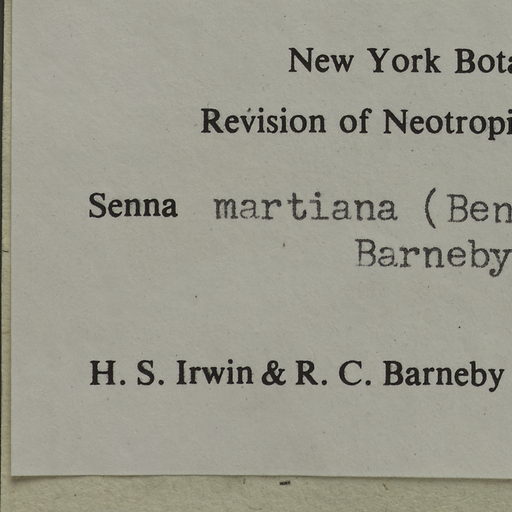 New York Bota
Revision of Neotropi
Senna martiana (Ben
Barneby
H. S. Irwin & R. C. Barneby